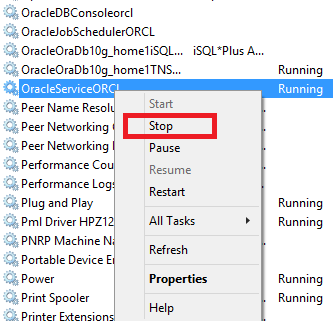 OracleDBConsoleorcl
OracleJobSchedulerORCL
OracleOraDb10g_home1iSQL... iSQL*Plus A...
OracleOraDb10g_home1TNS... Running
OracleServiceORCL Running
Peer Name Resolu
Peer Networking
Peer Networking
Performance Cou
Performance Logs
Plug and Play Running
Pml Driver HPZ12 Running
PNRP Machine Na
Portable Device E
Power Running
Print Spooler Running
Printer Extensions
Start
Stop
Pause
Resume
Restart
All Tasks
Refresh
Properties
Help